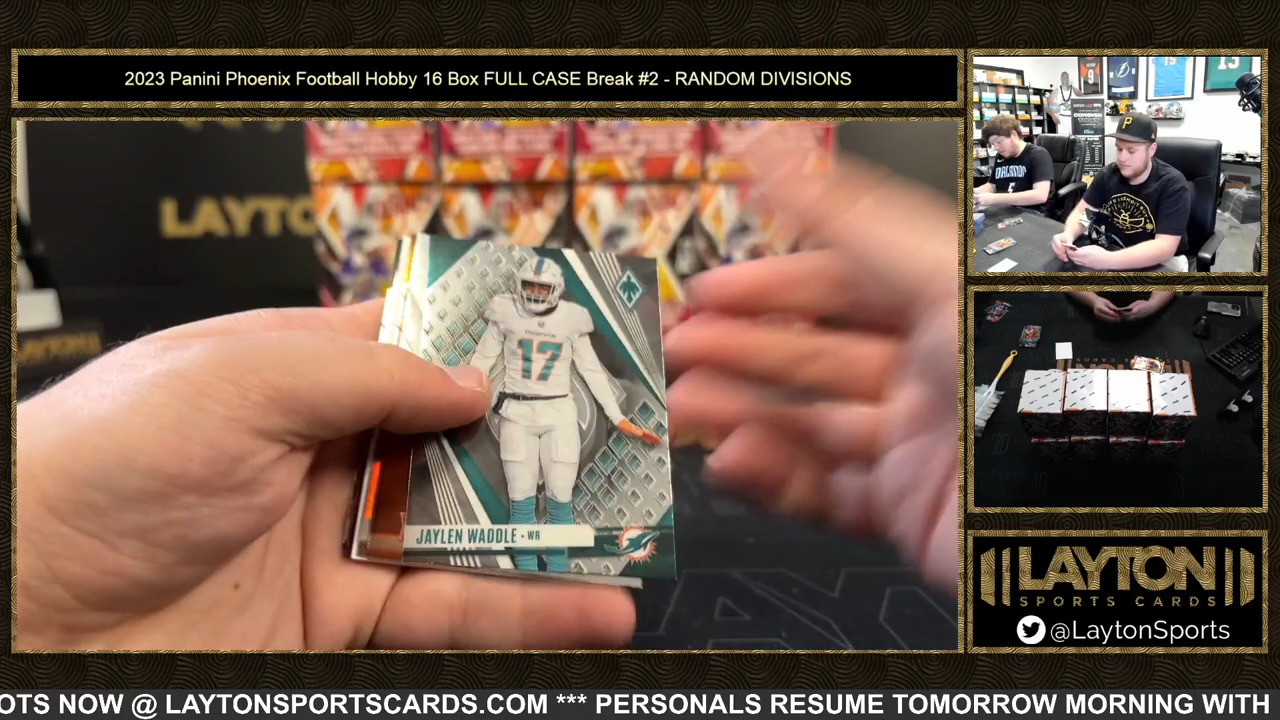 2023 Panini Phoenix Football Hobby 16 Box FULL CASE Break #2 - RANDOM DIVISIONS
LAYTO
17
JAYLEN WADDLE • WR
P
LAYTON
SPORTS CARDS
@LaytonSports
OTS NOW @ LAYTONSPORTSCARDS.COM *** PERSONALS RESUME TOMORROW MORNING WITH